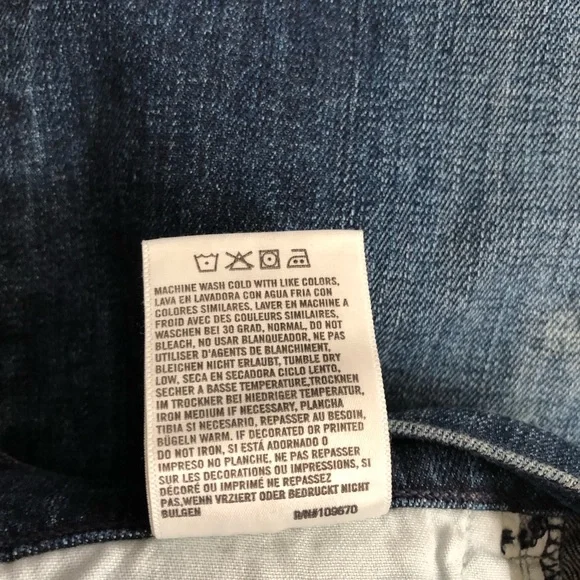 MACHINE WASH COLD WITH LIKE COLORS,
LAVA EN LAVADORA CON AGUA FRIA CON
COLORES SIMILARES, LAVER EN MACHINE A
FROID AVEC DES COULEURS SIMILAIRES,
WASCHEN BEI 30 GRAD, NORMAL, DO NOT
BLEACH, NO USAR BLANQUEADOR, NE PAS
UTILISER D'AGENTS DE BLANCHIMENT,
BLEICHEN NICHT ERLAUBT, TUMBLE DRY
LOW, SECA EN SECADORA CICLO LENTO,
SECHER A BASSE TEMPERATURE,TROCKNEN
IM TROCKNER BEI NIEDRIGER TEMPERATUR,
IRON MEDIUM IF NECESSARY, PLANCHA
TIBIA SI NECESARIO, REPASSER AU BESOIN,
BÜGELN WARM. IF DECORATED OR PRINTED
DO NOT IRON, SI ESTÁ ADORNADO O
IMPRESO NO PLANCHE, NE PAS REPASSEZ
SUR LES DECORATIONS OU IMPRESSIONS, SI
DÉCORÉ OU IMPRIMÉ NE REPASSEZ
PAS,WENN VRZIERT ODER BEDRUCKT NICHT
BULGEN
R/N#109670